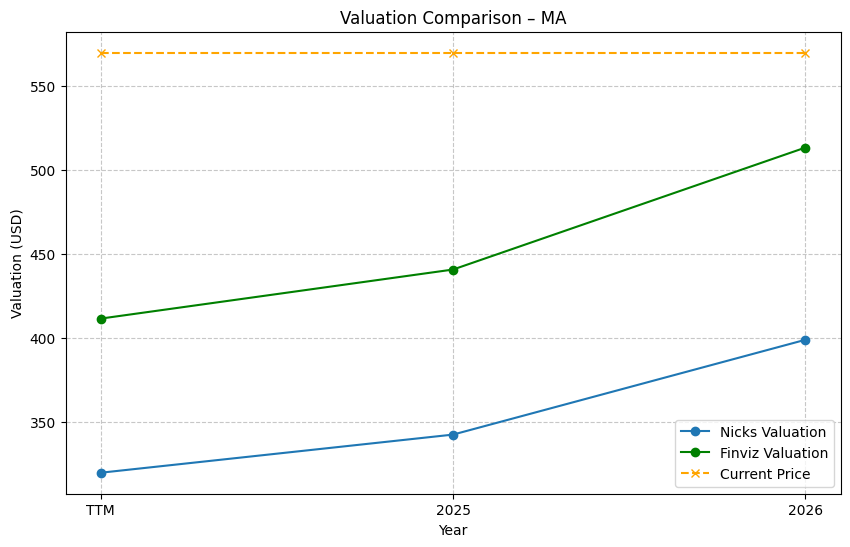 Valuation Comparison – MA
Valuation (USD)
550
500
450
400
350
TTM
2025
2026
Year
Nicks Valuation
Finviz Valuation
Current Price